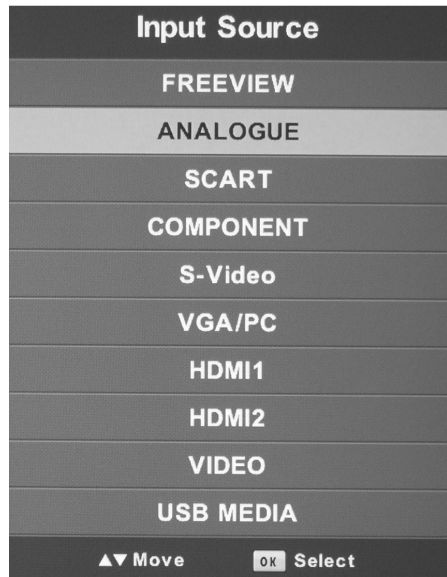 Input Source
FREEVIEW
ANALOGUE
SCART
COMPONENT
S-Video
VGA/PC
HDMI1
HDMI2
VIDEO
USB MEDIA
▲▼ Move OK Select